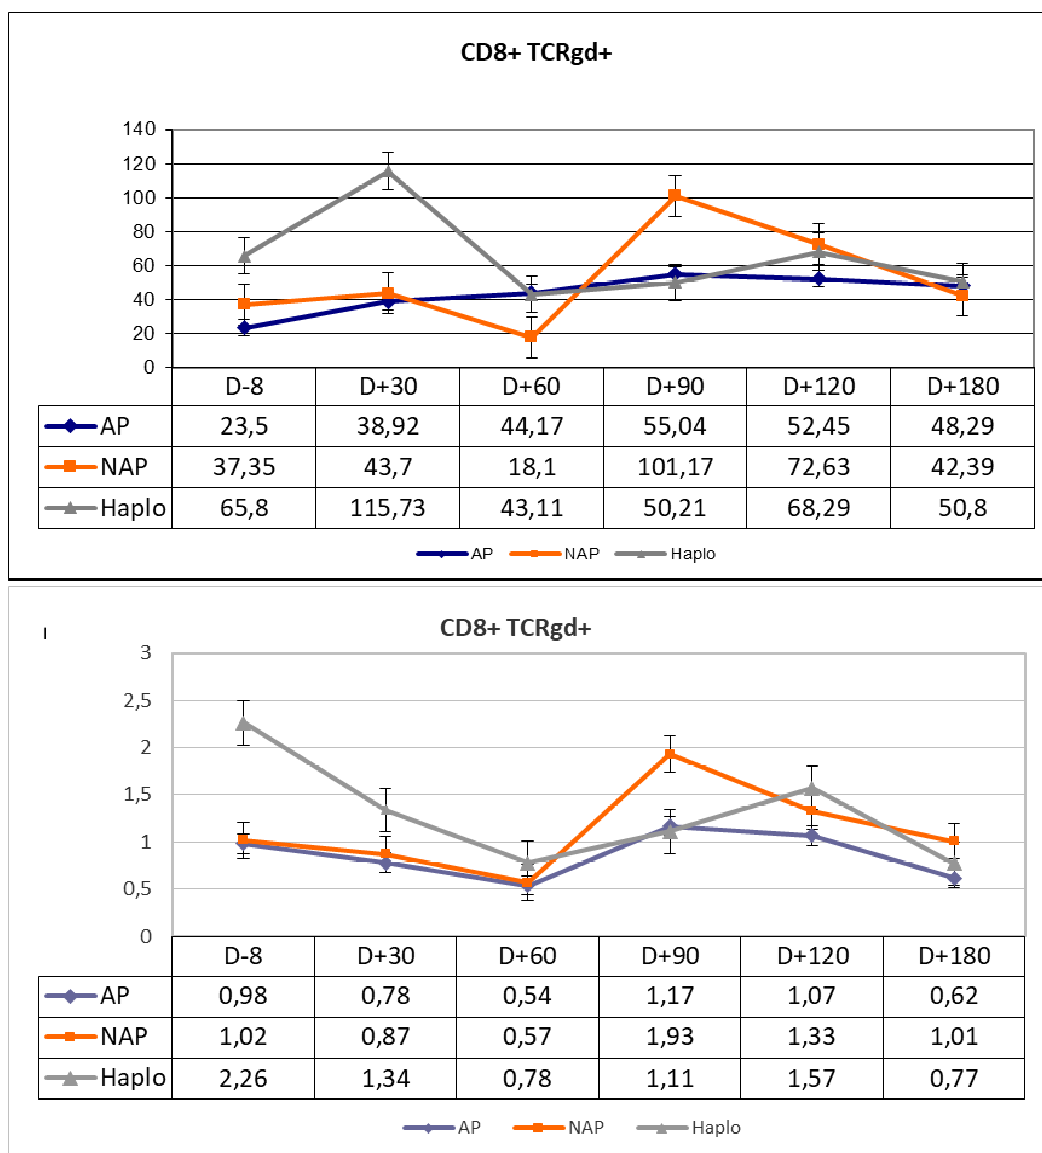 CD8+ TCRgd+
140
120
100
80
60
40
20
0
D-8 D+30 D+60 D+90 D+120 D+180
AP 23,5 38,92 44,17 55,04 52,45 48,29
NAP 37,35 43,7 18,1 101,17 72,63 42,39
Haplo 65,8 115,73 43,11 50,21 68,29 50,8
AP NAP Haplo
CD8+ TCRgd+
3
2,5
2
1,5
1
0,5
0
D-8 D+30 D+60 D+90 D+120 D+180
AP 0,98 0,78 0,54 1,17 1,07 0,62
NAP 1,02 0,87 0,57 1,93 1,33 1,01
Haplo 2,26 1,34 0,78 1,11 1,57 0,77
AP NAP Haplo